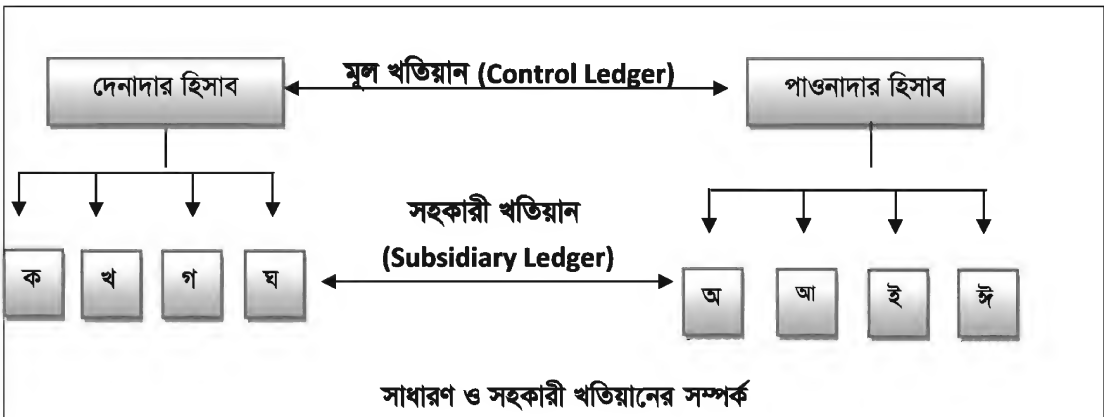 দেনাদার হিসাব মূল খতিয়ান (Control Ledger) পাওনাদার হিসাব
সহকারী খতিয়ান
(Subsidiary Ledger)
ক খ গ ঘ অ আ ই ঈ
সাধারণ ও সহকারী খতিয়ানের সম্পর্ক